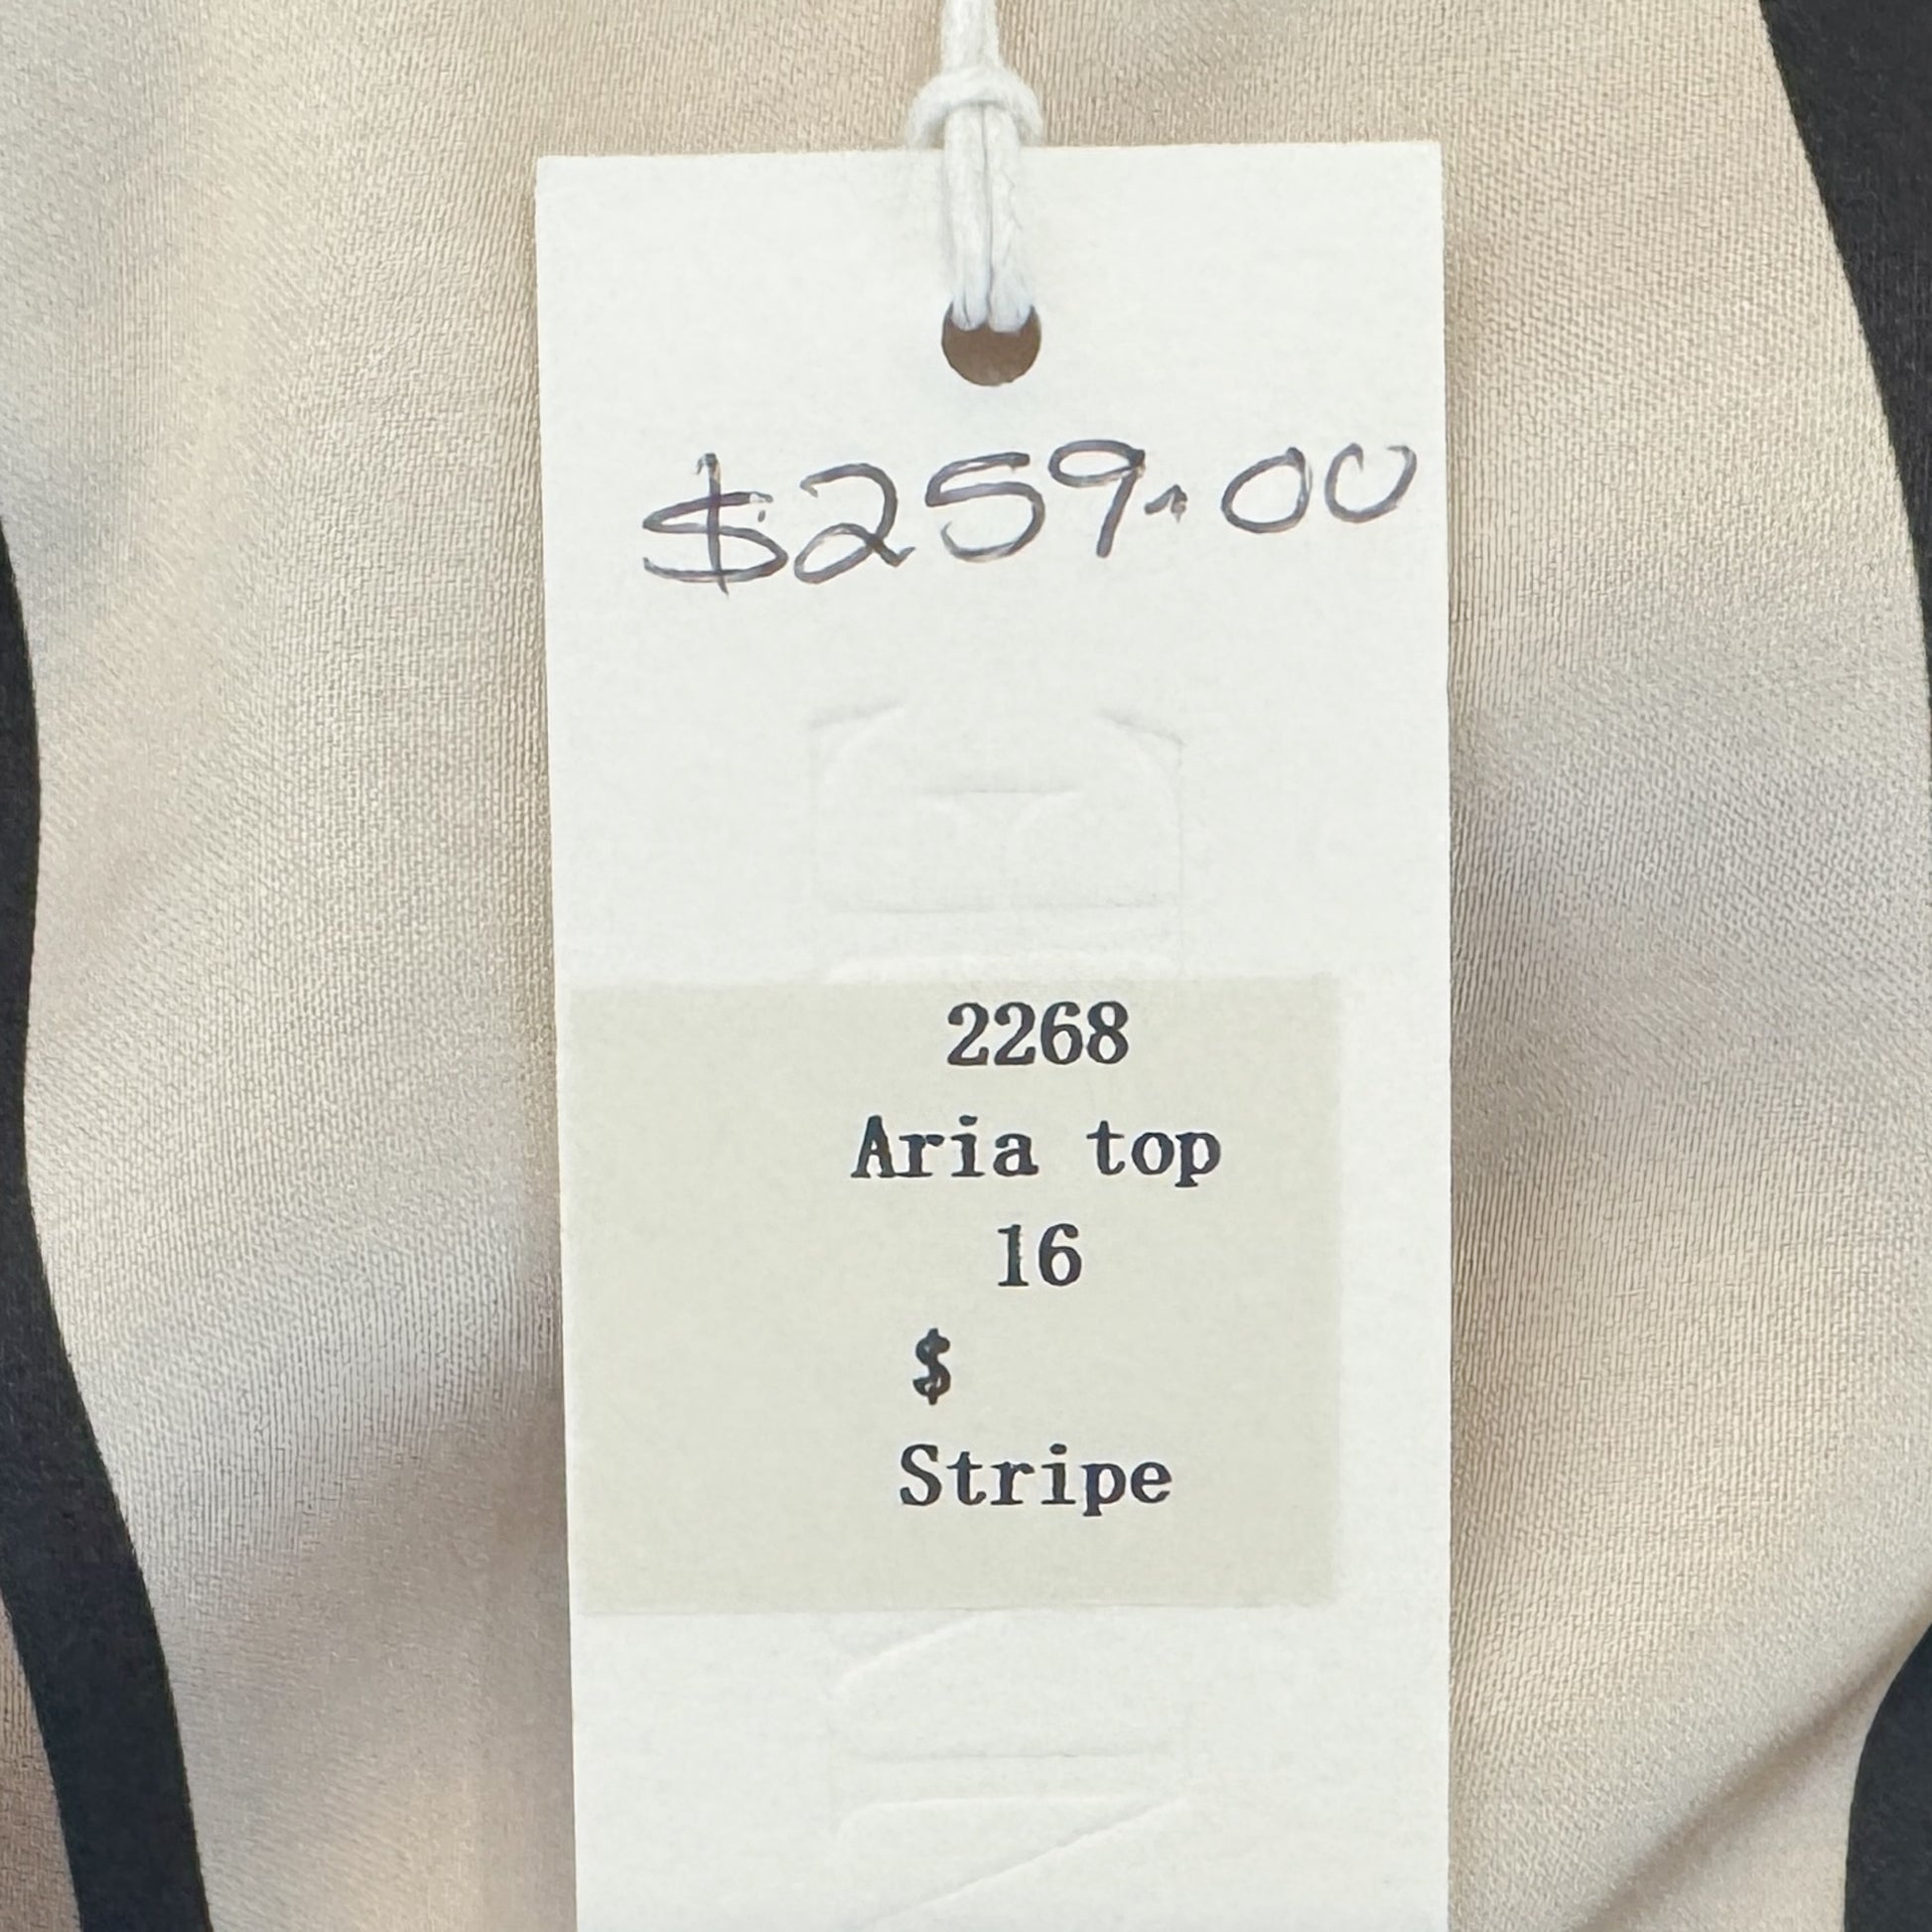 $259.00
2268
Aria top
16
$
Stripe